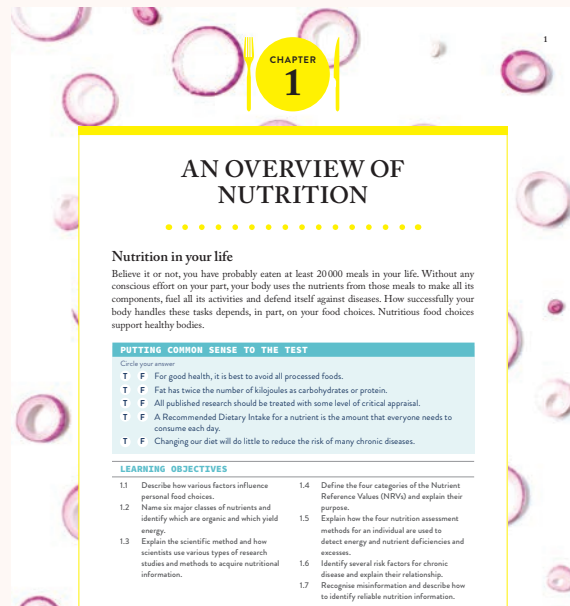 1
CHAPTER
1
AN OVERVIEW OF
NUTRITION
Nutrition in your life
Believe it or not, you have probably eaten at least 20 000 meals in your life. Without any
conscious effort on your part, your body uses the nutrients from those meals to make all its
components, fuel all its activities and defend itself against diseases. How successfully your
body handles these tasks depends, in part, on your food choices. Nutritious food choices
support healthy bodies.
PUTTING COMMON SENSE TO THE TEST
Circle your answer
T F For good health, it is best to avoid all processed foods.
T F Fat has twice the number of kilojoules as carbohydrates or protein.
T F All published research should be treated with some level of critical appraisal.
T F A Recommended Dietary Intake for a nutrient is the amount that everyone needs to
consume each day.
T F Changing our diet will do little to reduce the risk of many chronic diseases.
LEARNING OBJECTIVES
1.1 Describe how various factors influence
personal food choices.
1.2 Name six major classes of nutrients and
identify which are organic and which yield
energy.
1.3 Explain the scientific method and how
scientists use various types of research
studies and methods to acquire nutritional
information.
1.4 Define the four categories of the Nutrient
Reference Values (NRVs) and explain their
purpose.
1.5 Explain how the four nutrition assessment
methods for an individual are used to
detect energy and nutrient deficiencies and
excesses.
1.6 Identify several risk factors for chronic
disease and explain their relationship.
1.7 Recognise misinformation and describe how
to identify reliable nutrition information.